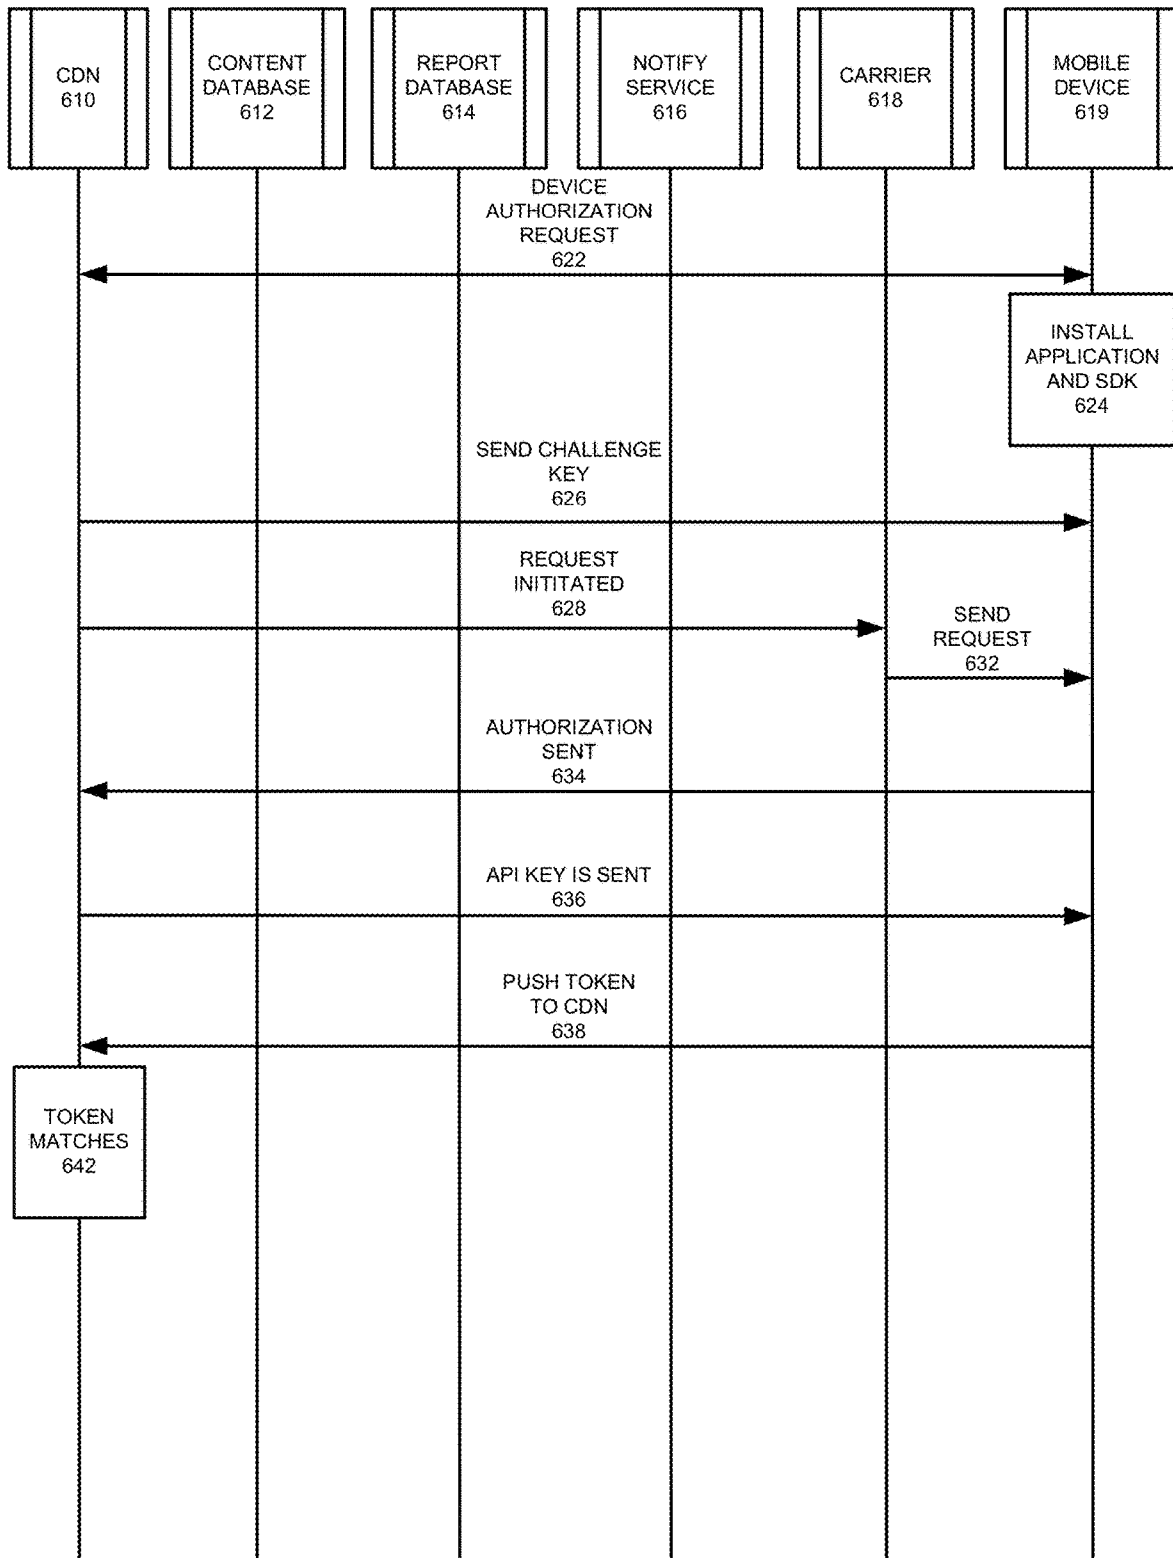 CDN
610
CONTENT
DATABASE
612
REPORT
DATABASE
614
NOTIFY
SERVICE
616
CARRIER
618
MOBILE
DEVICE
619
DEVICE
AUTHORIZATION
REQUEST
622
INSTALL
APPLICATION
AND SDK
624
SEND CHALLENGE
KEY
626
REQUEST
INITITATED
628
SEND
REQUEST
632
AUTHORIZATION
SENT
634
API KEY IS SENT
636
PUSH TOKEN
TO CDN
638
TOKEN
MATCHES
642